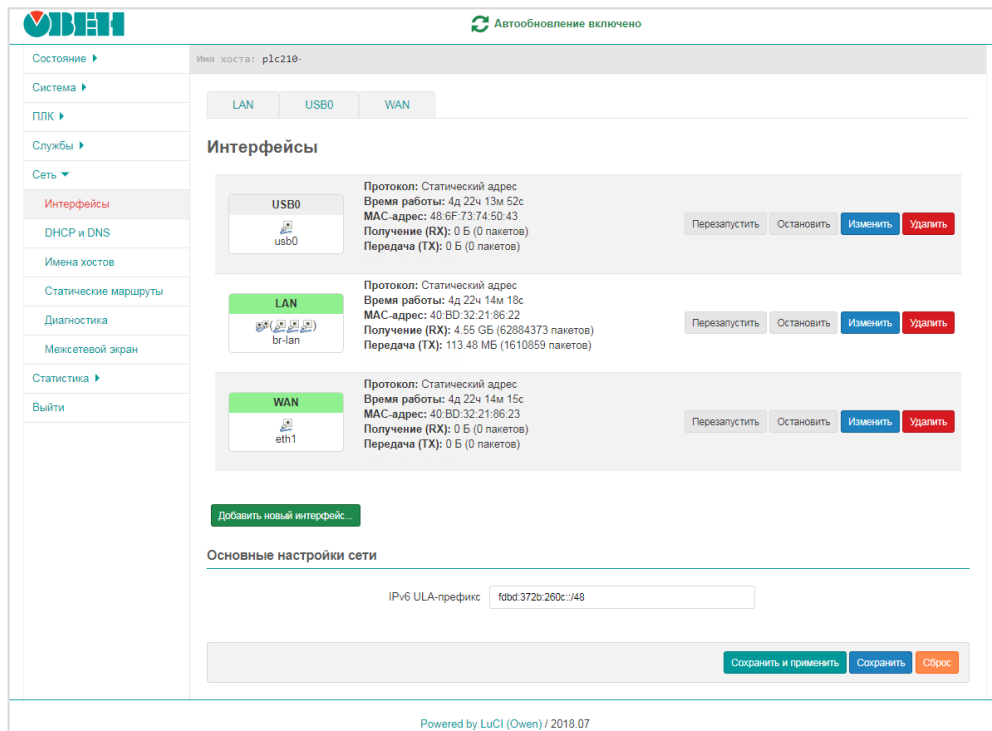 ОВЕН
Автообновление включено
Состояние
Имя хоста: plc210-
Система
ПЛК
Службы
Сеть
Интерфейсы
DHCP и DNS
Имена хостов
Статические маршруты
Диагностика
Межсетевой экран
Статистика
Выйти
LAN USB0 WAN
Интерфейсы
USB0
usb0
Протокол: Статический адрес
Время работы: 4д 22ч 13м 52с
MAC-адрес: 48:6F:73:74:50:43
Получение (RX): 0 Б (0 пакетов)
Передача (TX): 0 Б (0 пакетов)
Перезапустить Остановить Изменить Удалить
LAN
br-lan
Протокол: Статический адрес
Время работы: 4д 22ч 14м 18с
MAC-адрес: 40:BD:32:21:86:22
Получение (RX): 4.55 GБ (62884373 пакетов)
Передача (TX): 113.48 МБ (1610859 пакетов)
Перезапустить Остановить Изменить Удалить
WAN
eth1
Протокол: Статический адрес
Время работы: 4д 22ч 14м 15с
MAC-адрес: 40:BD:32:21:86:23
Получение (RX): 0 Б (0 пакетов)
Передача (TX): 0 Б (0 пакетов)
Перезапустить Остановить Изменить Удалить
Добавить новый интерфейс...
Основные настройки сети
IPv6 ULA-префикс fdbd:372b:260c::/48
Сохранить и применить Сохранить Сброс
Powered by LuCI (Owen) / 2018.07